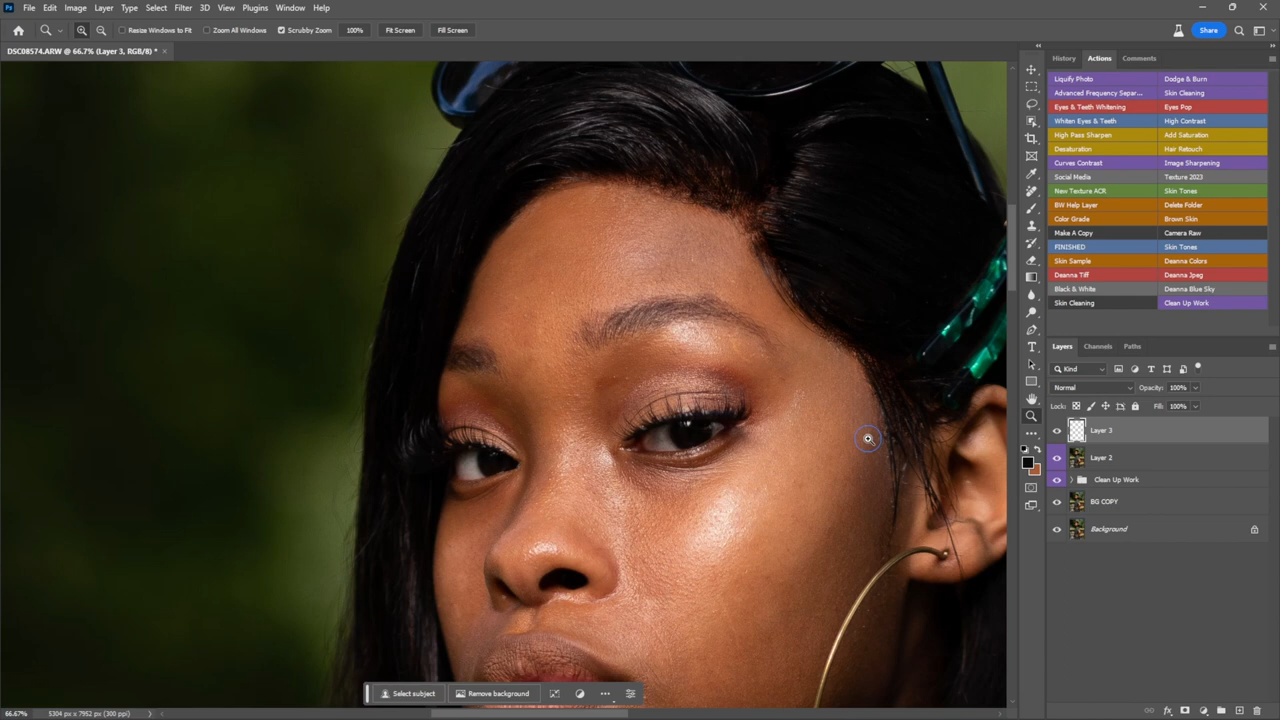 Ps File Edit Image Layer Type Select Filter 3D View Plugins Window Help
Resize Windows to Fit Zoom All Windows Scrubby Zoom 100% Fit Screen Fill Screen Share
DSC08574.ARW @ 66.7% (Layer 3, RGB/8) * ×
History Actions Comments
Liquify Photo Dodge & Burn
Advanced Frequency Separ... Skin Cleaning
Eyes & Teeth Whitening Eyes Pop
Whiten Eyes & Teeth High Contrast
High Pass Sharpen Add Saturation
Desaturation Hair Retouch
Curves Contrast Image Sharpening
Social Media Texture 2023
New Texture ACR Skin Tones
BW Help Layer Delete Folder
Color Grade Brown Skin
Make A Copy Camera Raw
FINISHED Skin Tones
Skin Sample Deanna Colors
Deanna Tiff Deanna Jpeg
Black & White Deanna Blue Sky
Skin Cleaning Clean Up Work
Layers Channels Paths
Kind
Normal Opacity: 100%
Lock: Fill: 100%
Layer 3
Layer 2
Clean Up Work
BG COPY
Background
Select subject Remove background ...
66.67% 5304 px x 7952 px (300 ppi)